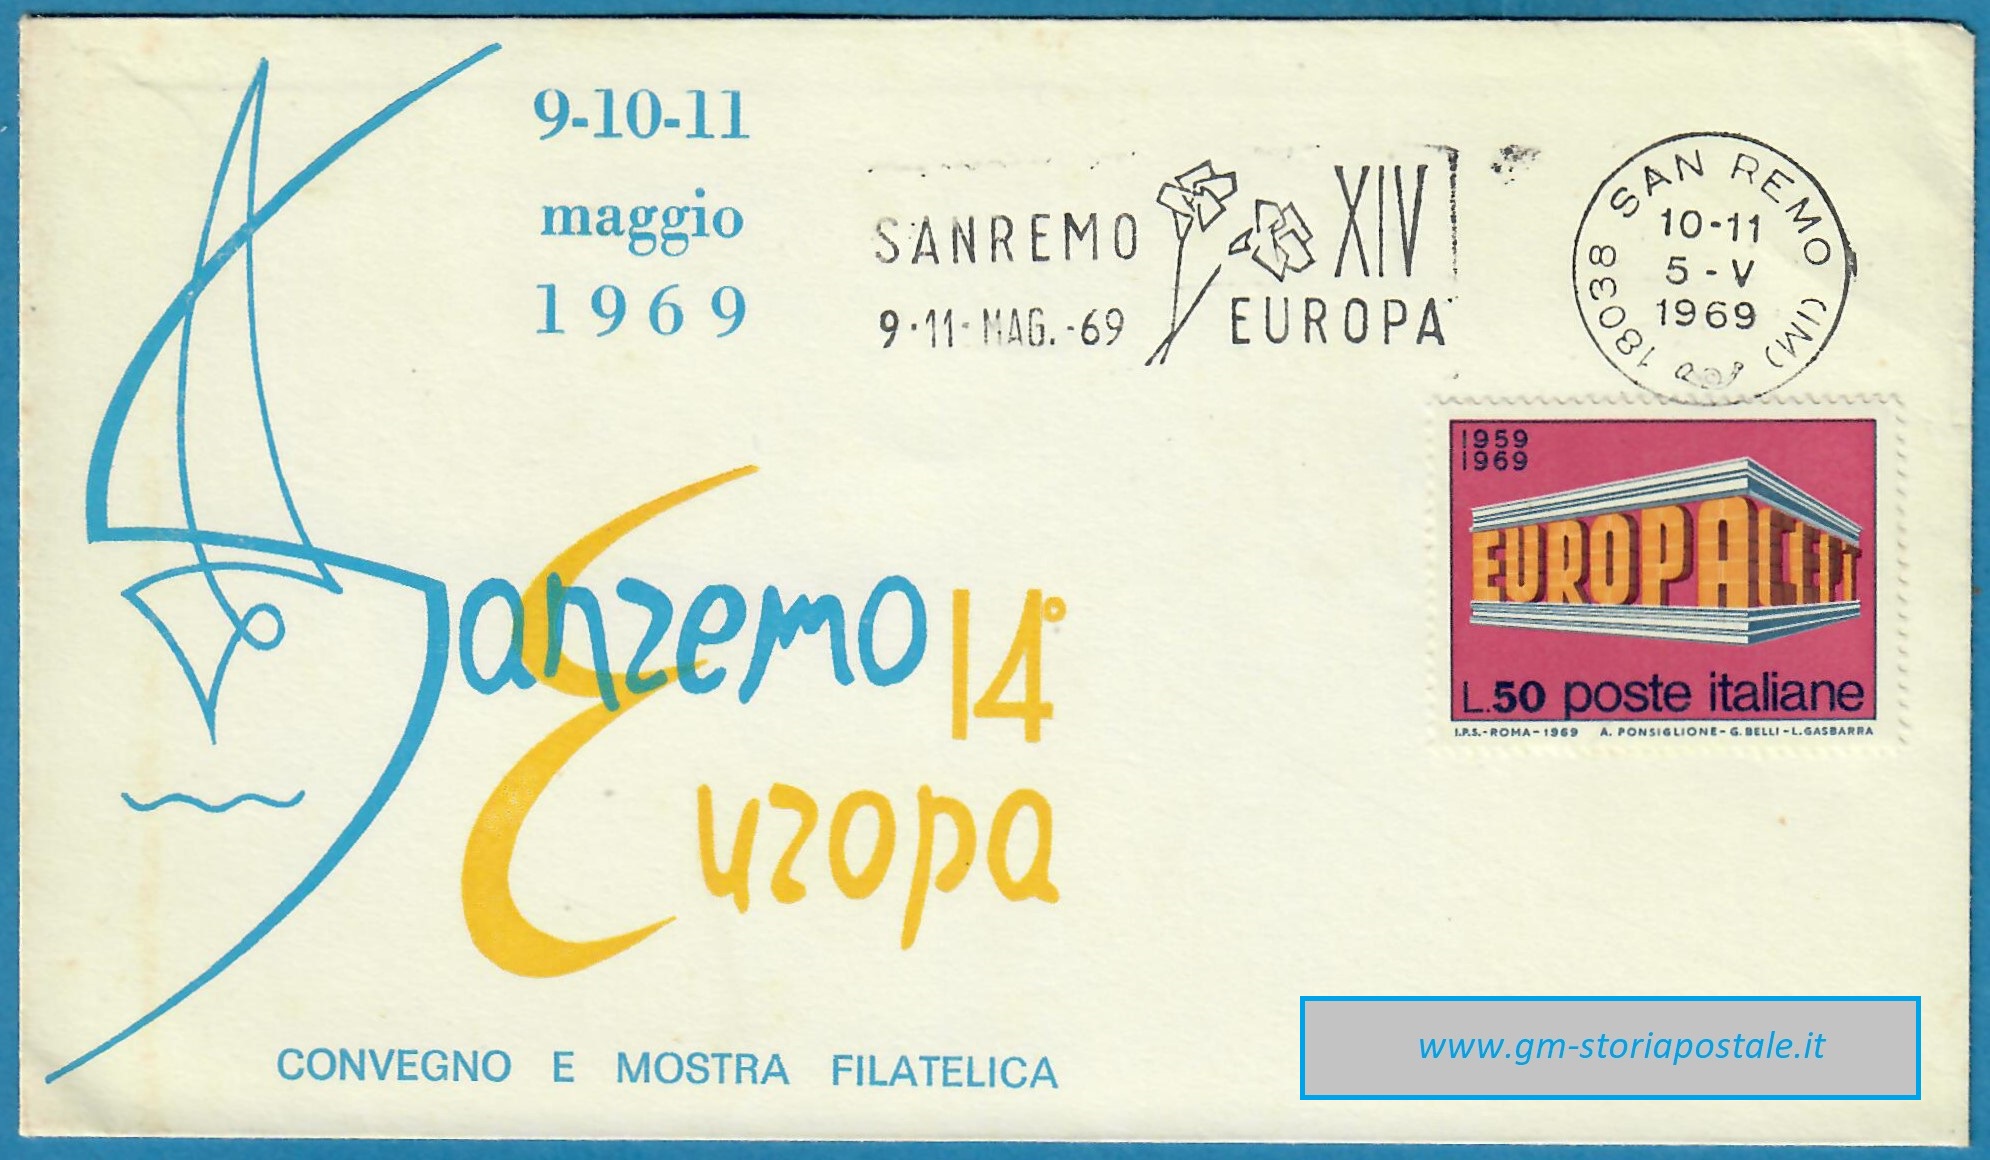 9-10-11
maggio
1969
SANREMO
9-11-MAG.-69
XIV
EUROPA
18038 SAN REMO (IM)
10-11
5-V
1969
1959
1969
EUROPA CEPT
L.50 poste italiane
I.P.S.-ROMA-1969 A. PONSIGLIONE-G. BELLI-L. GASBARRA
Sanremo 14°
Europa
CONVEGNO E MOSTRA FILATELICA
www.gm-storiapostale.it